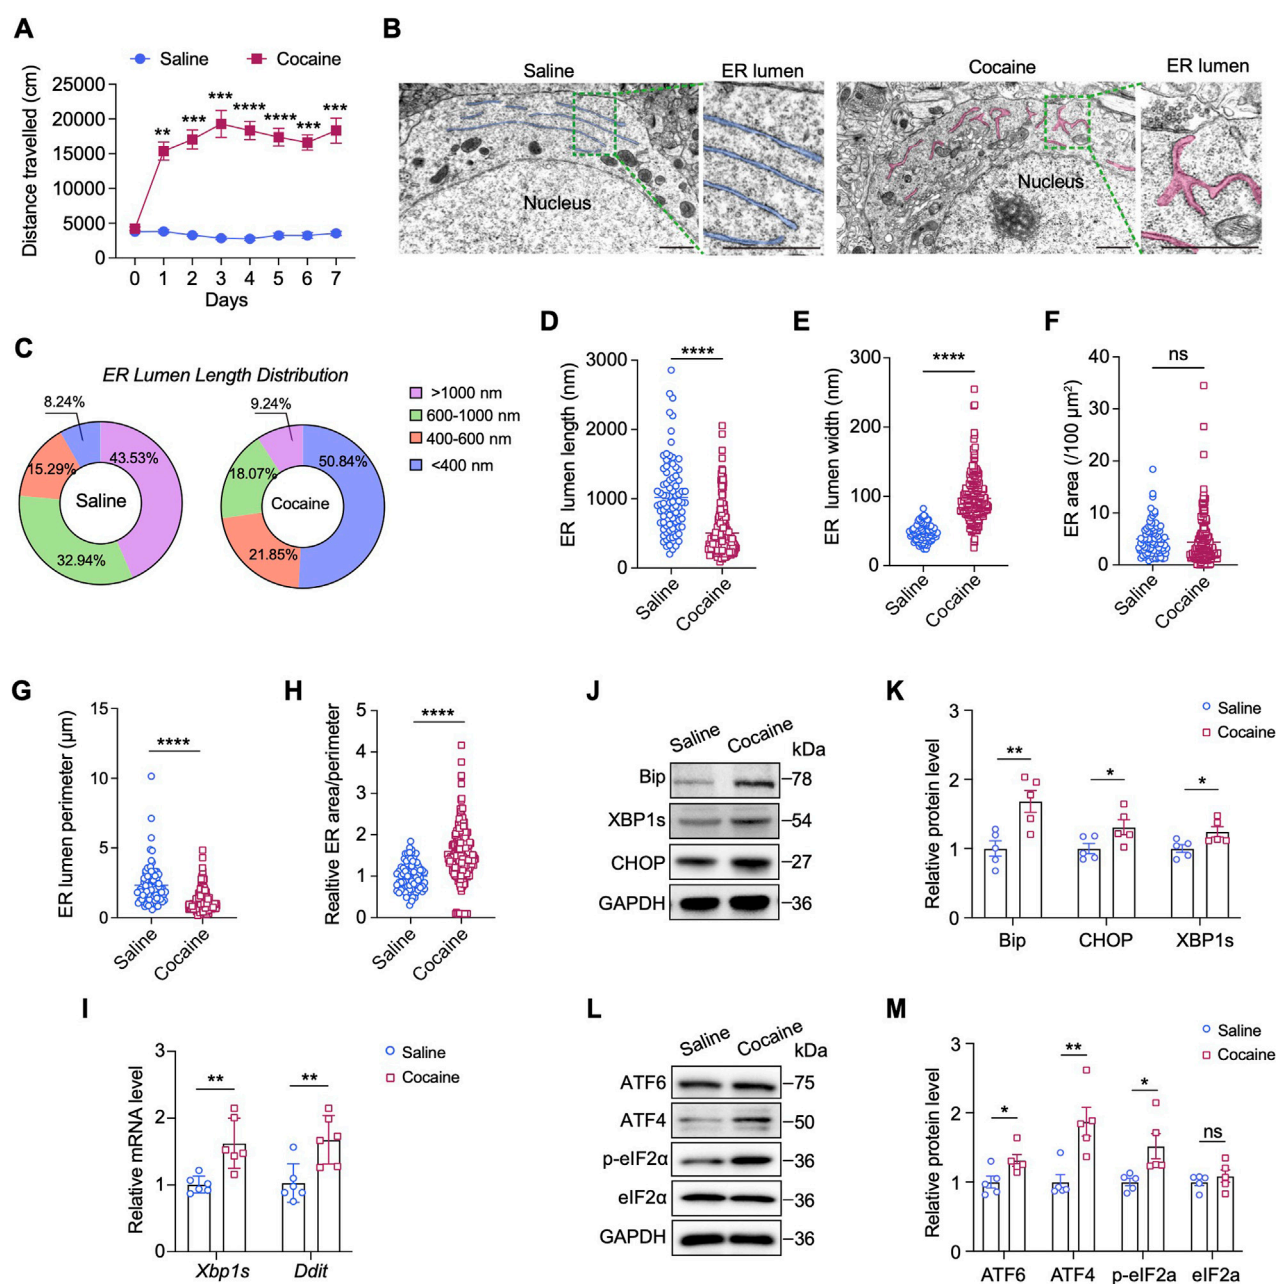 A
Saline
Cocaine
Distance travelled (cm)
25000
20000
15000
10000
5000
0
**
***
***
****
****
***
***
0 1 2 3 4 5 6 7
Days
B
Saline
ER lumen
Cocaine
ER lumen
Nucleus
Nucleus
C
ER Lumen Length Distribution
8.24%
43.53%
15.29%
32.94%
Saline
9.24%
50.84%
18.07%
21.85%
Cocaine
>1000 nm
600-1000 nm
400-600 nm
<400 nm
D
ER lumen length (nm)
3000
2000
1000
0
****
Saline
Cocaine
E
ER lumen width (nm)
300
200
100
0
****
Saline
Cocaine
F
ER area (/100 μm²)
40
30
20
10
0
ns
Saline
Cocaine
G
ER lumen perimeter (μm)
15
10
5
0
****
Saline
Cocaine
H
Realtive ER area/perimeter
5
4
3
2
1
0
****
Saline
Cocaine
J
Saline
Cocaine
kDa
Bip
78
XBP1s
54
CHOP
27
GAPDH
36
K
Saline
Cocaine
Relative protein level
3
2
1
0
**
*
*
Bip
CHOP
XBP1s
I
Saline
Cocaine
Relative mRNA level
3
2
1
0
**
**
Xbp1s
Ddit
L
Saline
Cocaine
kDa
ATF6
75
ATF4
50
p-eIF2α
36
eIF2α
36
GAPDH
36
M
Saline
Cocaine
Relative protein level
3
2
1
0
*
**
*
ns
ATF6
ATF4
p-eIF2a
eIF2a